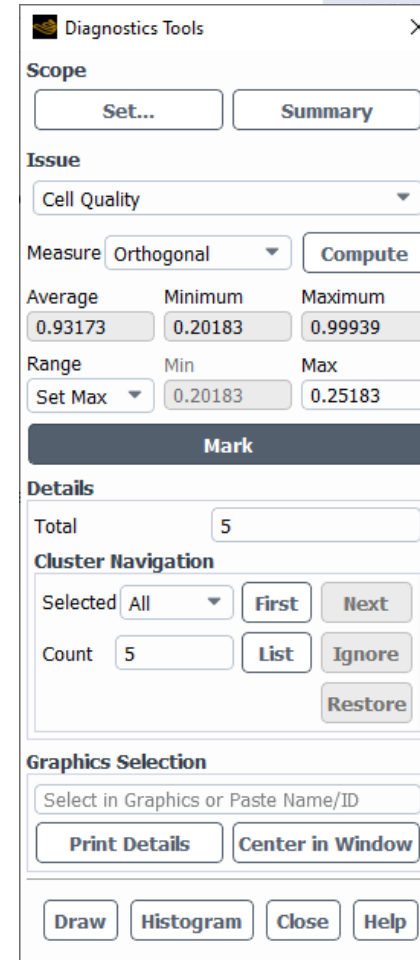 Diagnostics Tools
Scope
Set... Summary
Issue
Cell Quality
Measure Orthogonal Compute
Average Minimum Maximum
0.93173 0.20183 0.99939
Range Min Max
Set Max 0.20183 0.25183
Mark
Details
Total 5
Cluster Navigation
Selected All First Next
Count 5 List Ignore
Restore
Graphics Selection
Select in Graphics or Paste Name/ID
Print Details Center in Window
Draw Histogram Close Help